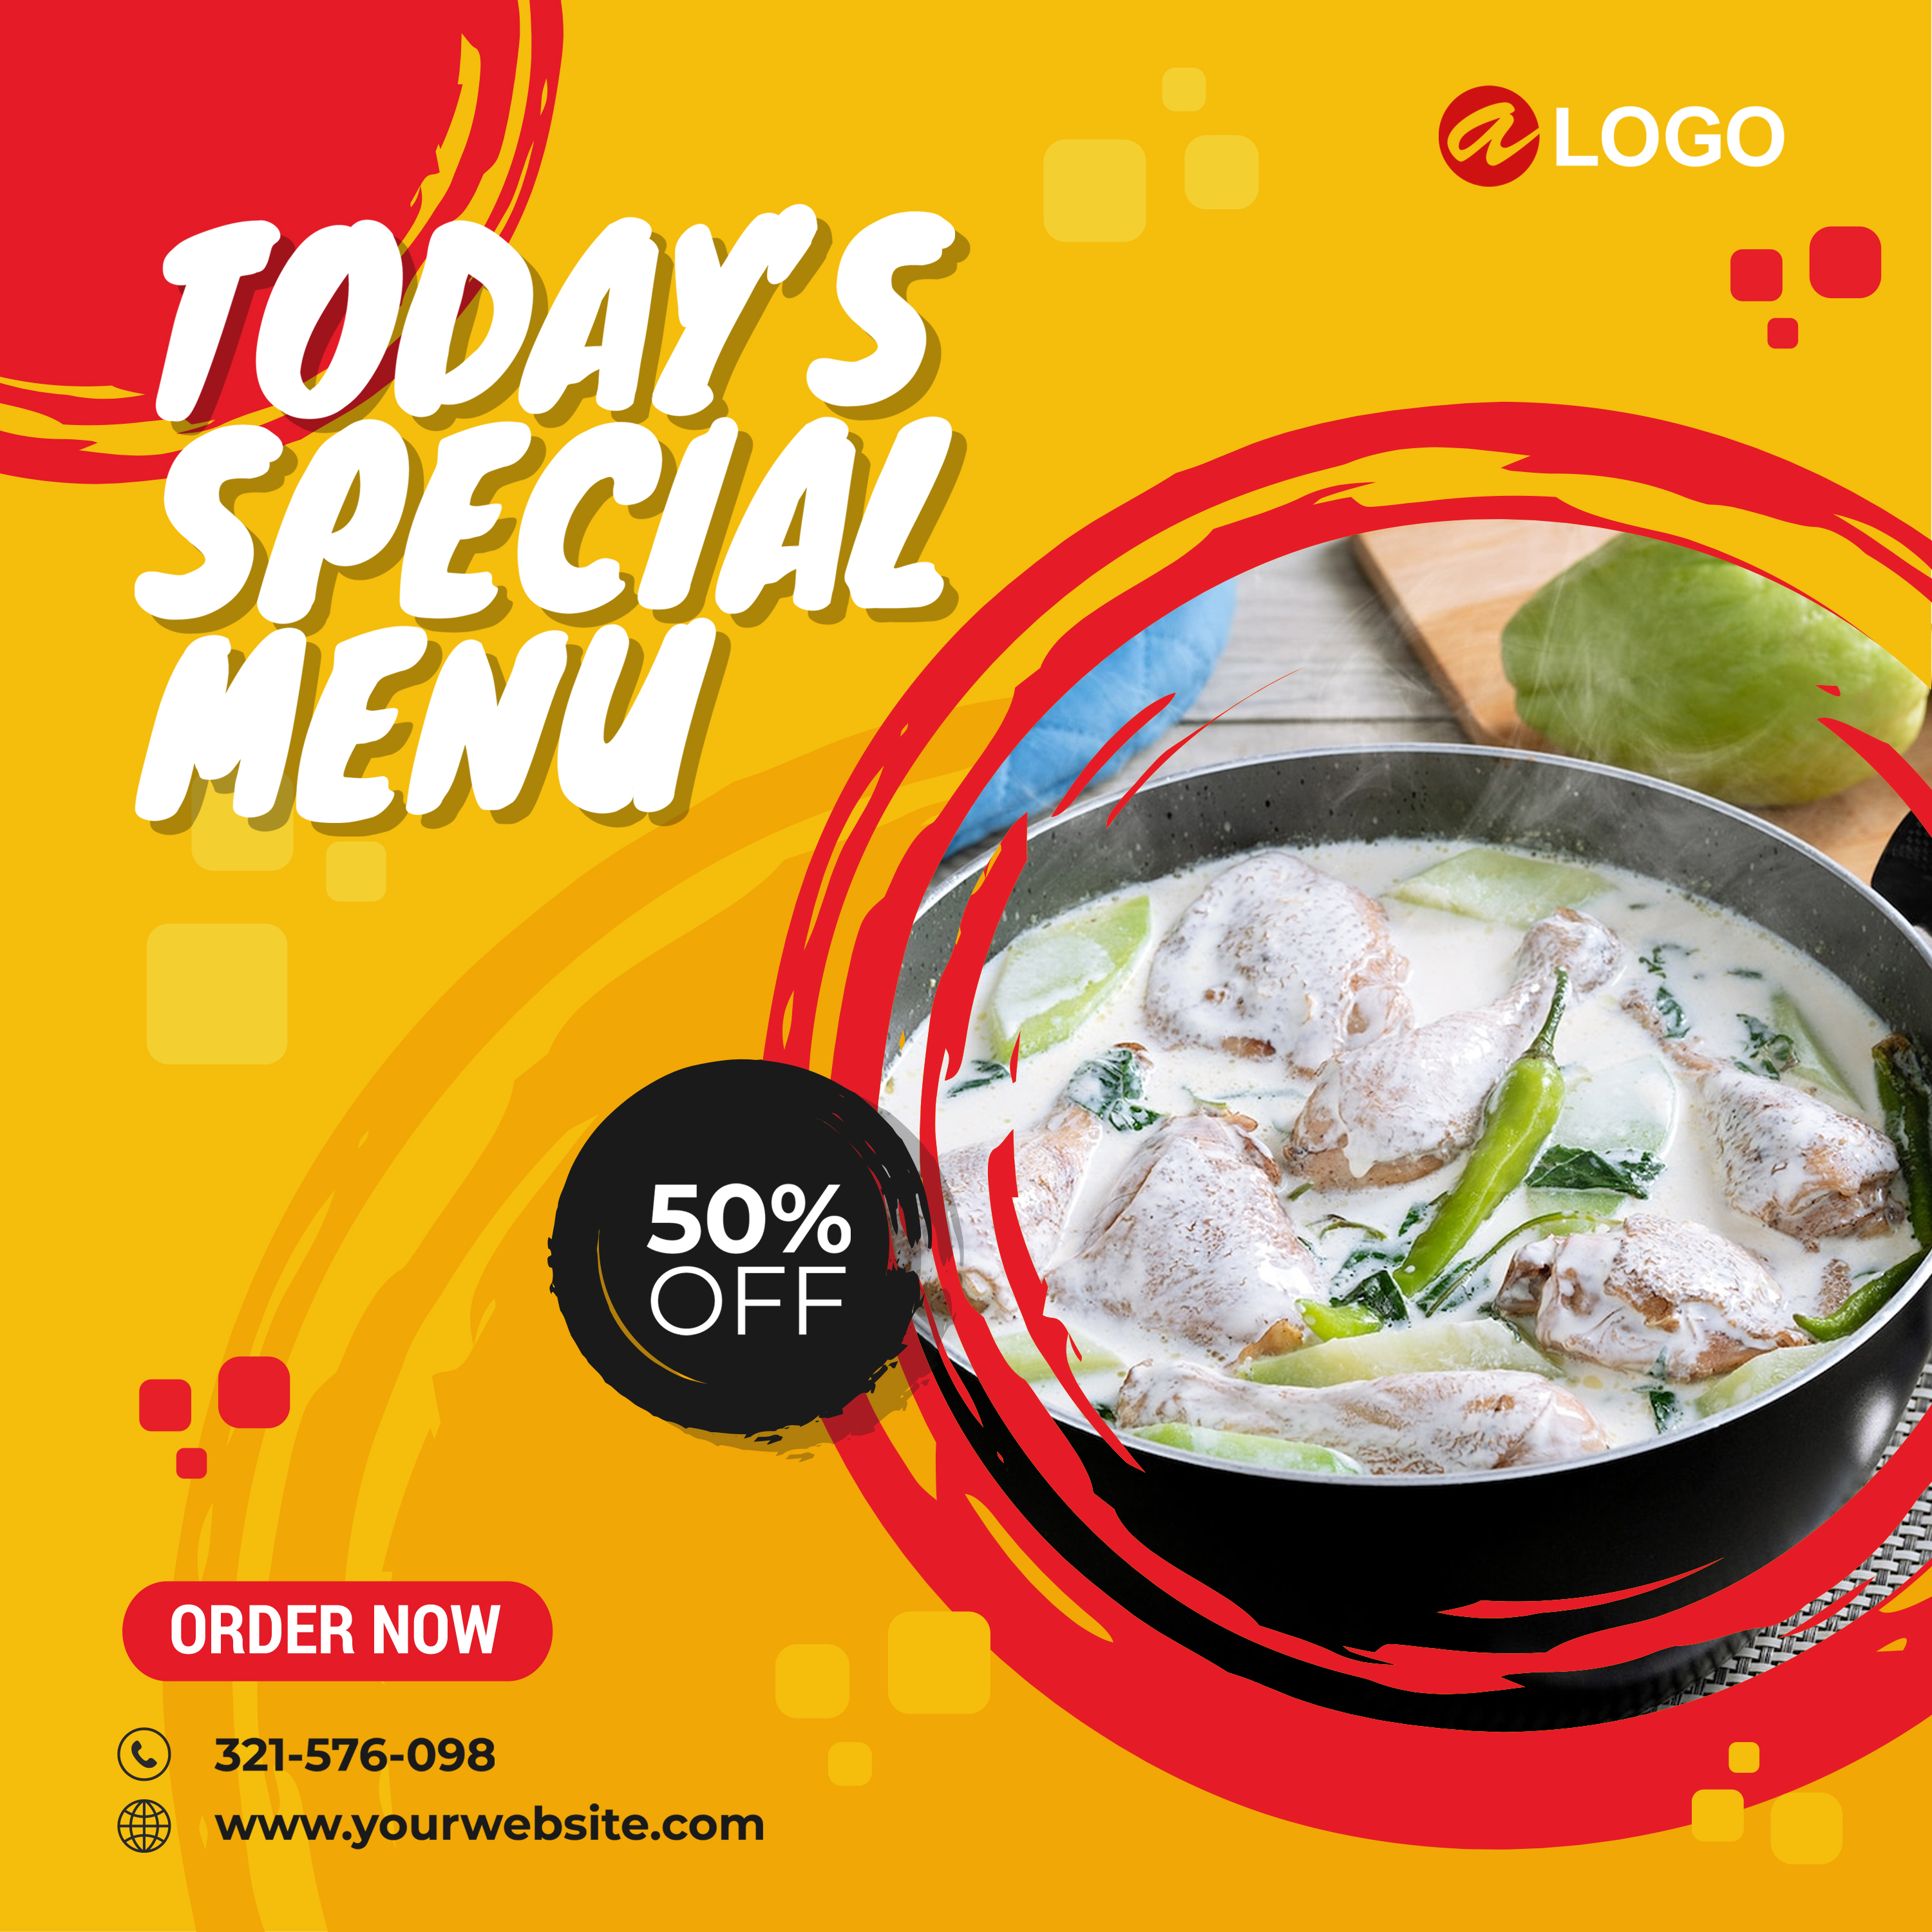 a LOGO
TODAY'S
SPECIAL
MENU
50%
OFF
ORDER NOW
321-576-098
www.yourwebsite.com